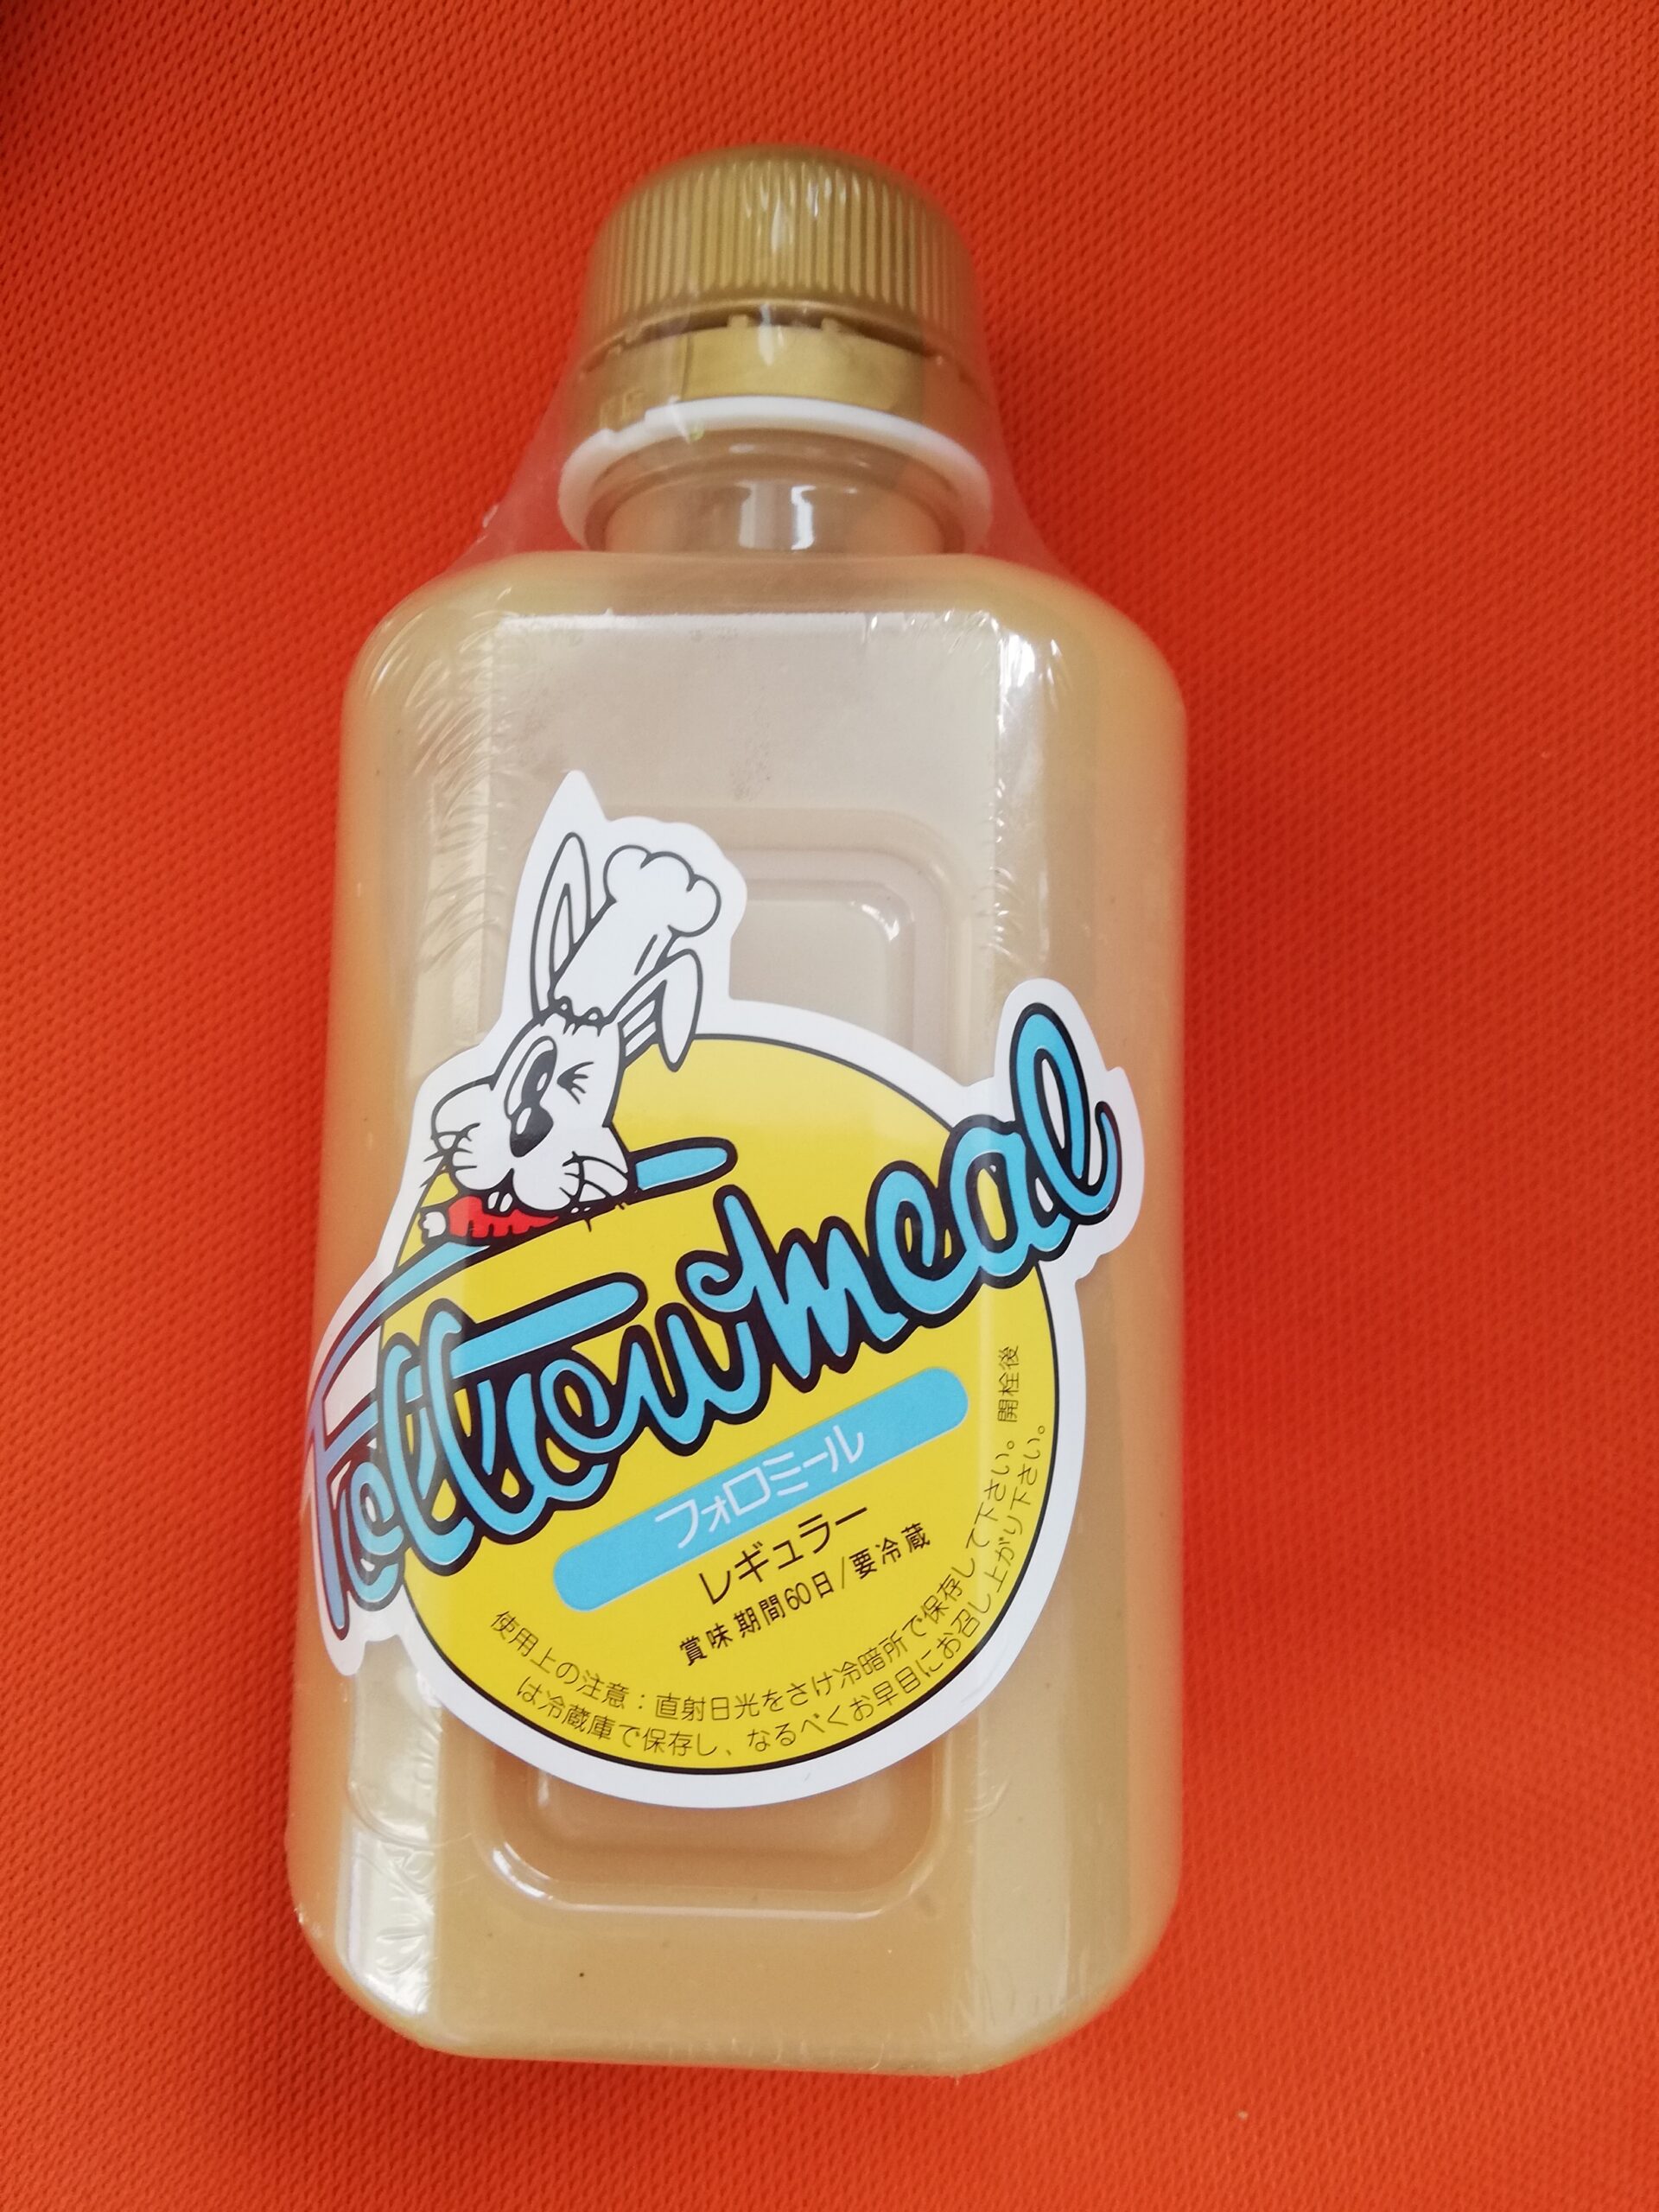 Followmeal
フォロミール
レギュラー
賞味期間60日/要冷蔵
使用上の注意：直射日光をさけ冷暗所で保存して下さい。開栓後
は冷蔵庫で保存し、なるべくお早目にお召し上がり下さい。